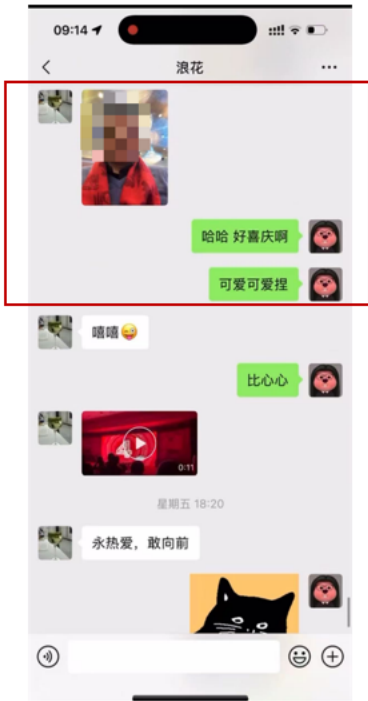 09:14
浪花
哈哈 好喜庆啊
可爱可爱捏
嘻嘻
比心心
0:11
星期五 18:20
永热爱，敢向前